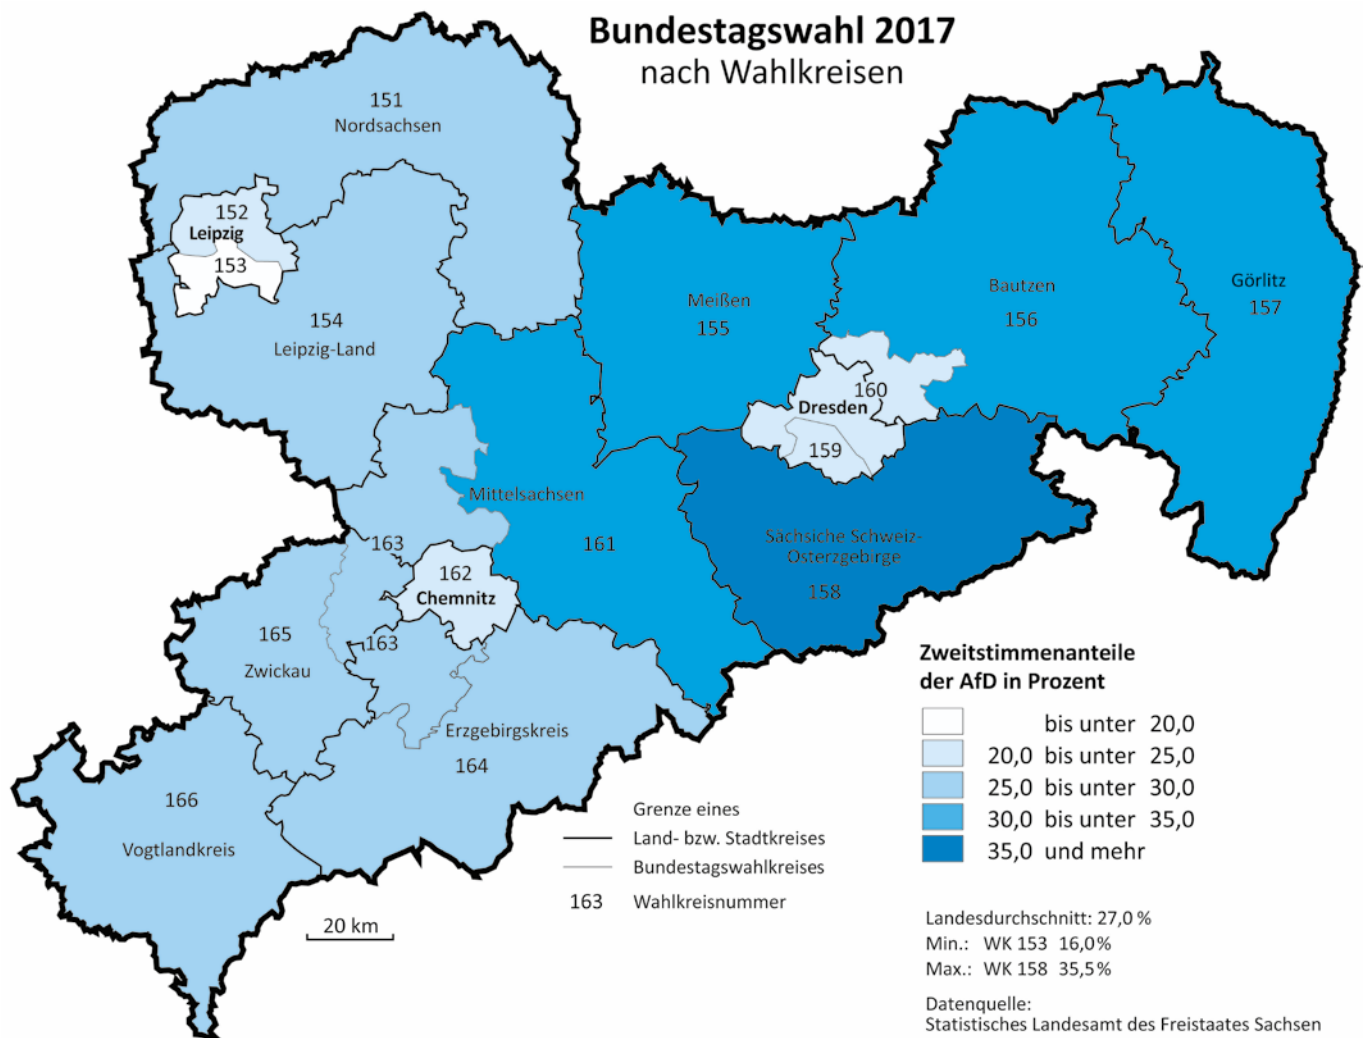 Bundestagswahl 2017
nach Wahlkreisen
151
Nordsachsen
152
Leipzig
153
154
Leipzig-Land
Meißen
155
Bautzen
156
Görlitz
157
160
Dresden
159
Mittelsachsen
161
Sächsiche Schweiz-
Osterzgebirge
158
163
162
Chemnitz
163
165
Zwickau
Erzgebirgskreis
164
166
Vogtlandkreis
20 km
Grenze eines
Land- bzw. Stadtkreises
Bundestagswahlkreises
163 Wahlkreisnummer
Zweitstimmenanteile
der AfD in Prozent
bis unter 20,0
20,0 bis unter 25,0
25,0 bis unter 30,0
30,0 bis unter 35,0
35,0 und mehr
Landesdurchschnitt: 27,0 %
Min.: WK 153 16,0%
Max.: WK 158 35,5%
Datenquelle:
Statistisches Landesamt des Freistaates Sachsen